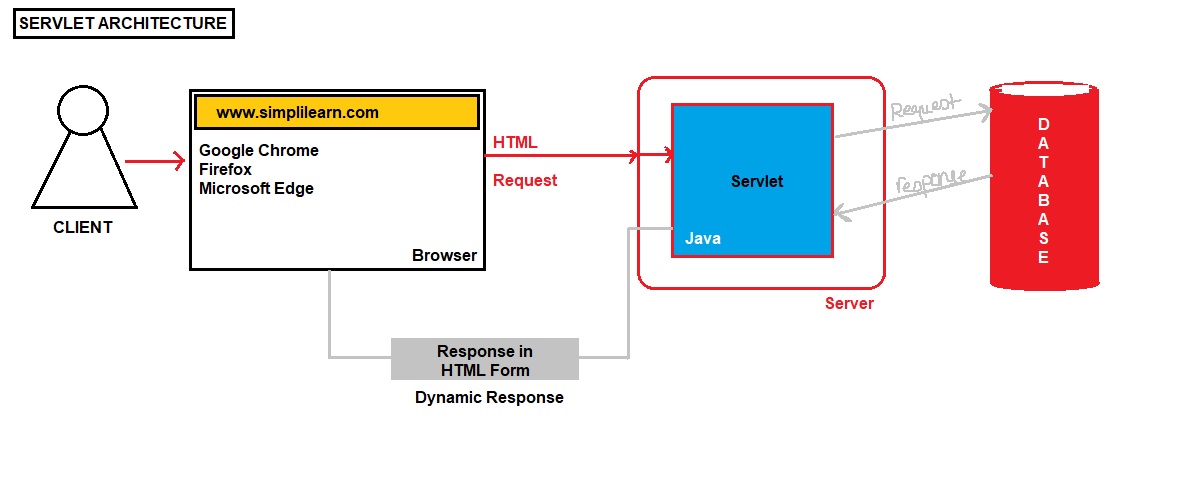 SERVLET ARCHITECTURE
CLIENT
www.simplilearn.com
Google Chrome
Firefox
Microsoft Edge
Browser
HTML
Request
Servlet
Java
Server
Request
response
DATABASE
Response in
HTML Form
Dynamic Response